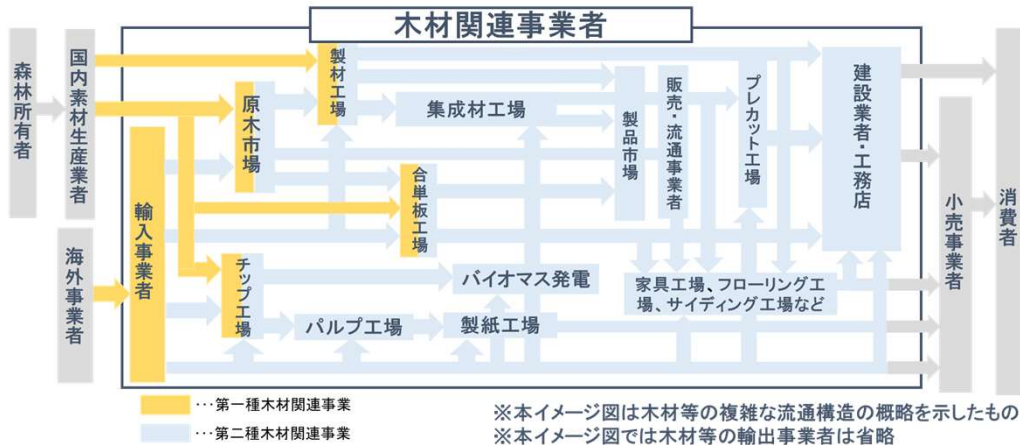 木材関連事業者
森林所有者
国内素材生産業者
海外事業者
輸入事業者
原木市場
製材工場
集成材工場
合単板工場
チップ工場
パルプ工場
バイオマス発電
製紙工場
製品市場
販売・流通事業者
プレカット工場
家具工場、フローリング工
場、サイディング工場など
建設業者・工務店
小売事業者
消費者
・・・第一種木材関連事業
・・・第二種木材関連事業
※本イメージ図は木材等の複雑な流通構造の概略を示したもの
※本イメージ図では木材等の輸出事業者は省略